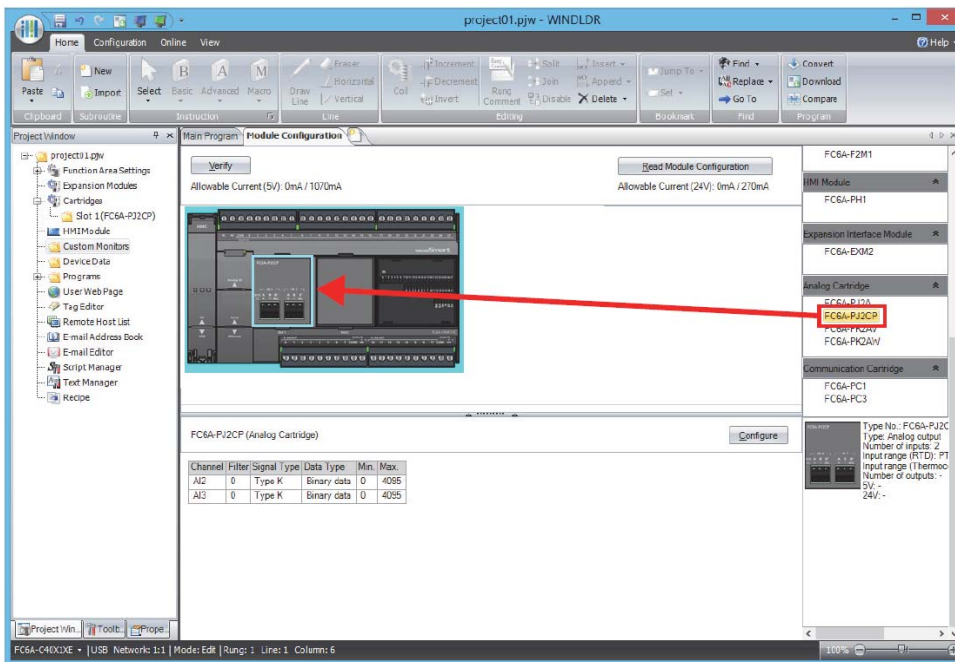 project01.pjw - WINDLDR
Home Configuration Online View Help
Paste
Clipboard
New
Import
Subroutine
Select
Basic Advanced Macro
Instruction
Draw Line
Eraser
Horizontal
Vertical
Line
Coil
Increment
Decrement
Invert
Rung Comment
Split
Join
Disable
Insert
Append
Delete
Editing
Jump To
Set
Bookmark
Find
Replace
Go To
Find
Convert
Download
Compare
Program
Project Window
project01.pjw
Function Area Settings
Expansion Modules
Cartridges
Slot 1(FC6A-PJ2CP)
HMIModule
Custom Monitors
Device Data
Programs
User Web Page
Tag Editor
Remote Host List
E-mail Address Book
E-mail Editor
Script Manager
Text Manager
Recipe
Main Program Module Configuration
Verify
Read Module Configuration
Allowable Current (5V): 0mA / 1070mA
Allowable Current (24V): 0mA / 270mA
FC6A-PJ2CP (Analog Cartridge)
Configure
Channel Filter Signal Type Data Type Min. Max.
AI2 0 Type K Binary data 0 4095
AI3 0 Type K Binary data 0 4095
FC6A-F2M1
HMI Module
FC6A-PH1
Expansion Interface Module
FC6A-EXM2
Analog Cartridge
FC6A-PJ2A
FC6A-PJ2CP
FC6A-PK2AV
FC6A-PK2AW
Communication Cartridge
FC6A-PC1
FC6A-PC3
Type No.: FC6A-PJ2C
Type: Analog output
Number of inputs: 2
Input range (RTD): PT
Input range (Thermoc
Number of outputs: -
5V: -
24V: -
Project Win... Toolb... Prope...
FC6A-C40X1XE USB Network: 1:1 Mode: Edit Rung: 1 Line: 1 Column: 6
100%